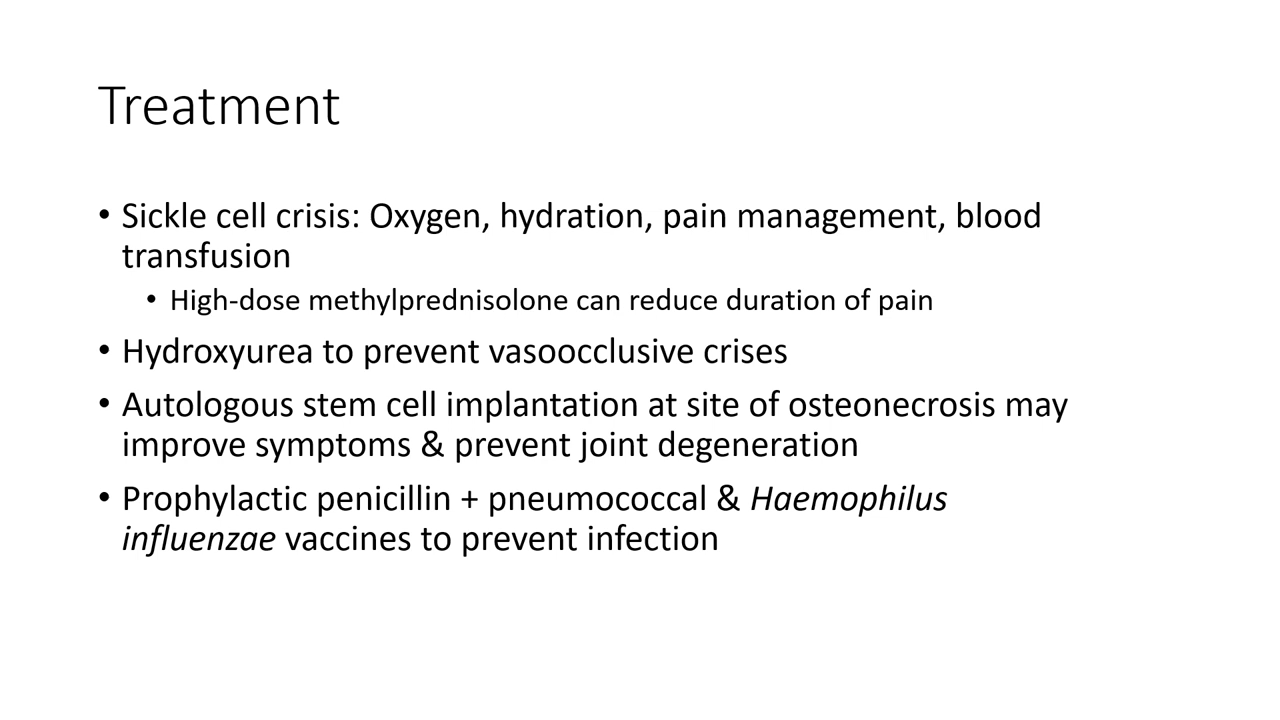 Treatment
• Sickle cell crisis: Oxygen, hydration, pain management, blood
transfusion
• High-dose methylprednisolone can reduce duration of pain
• Hydroxyurea to prevent vasoocclusive crises
• Autologous stem cell implantation at site of osteonecrosis may
improve symptoms & prevent joint degeneration
• Prophylactic penicillin + pneumococcal & Haemophilus
influenzae vaccines to prevent infection